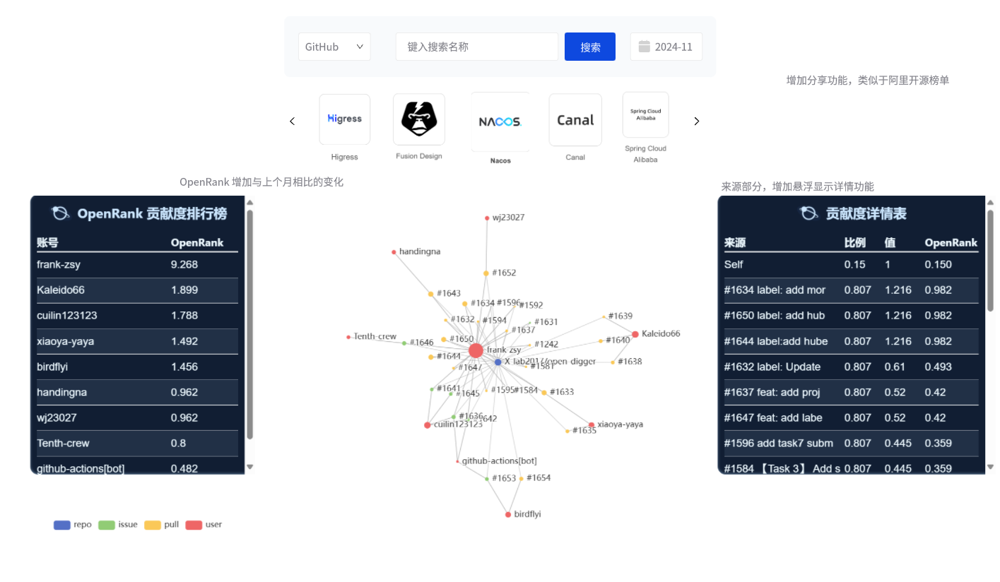 GitHub
键入搜索名称
搜索
2024-11
增加分享功能，类似于阿里开源榜单
Higress
NACOS.
Canal
Spring Cloud
Alibaba
Higress
Fusion Design
Nacos
Canal
Spring Cloud
Alibaba
OpenRank 增加与上个月相比的变化
来源部分，增加悬浮显示详情功能
OpenRank 贡献度排行榜
账号 OpenRank
frank-zsy 9.268
Kaleido66 1.899
cuilin123123 1.788
xiaoya-yaya 1.492
birdflyi 1.456
handingna 0.962
wj23027 0.962
Tenth-crew 0.8
github-actions[bot] 0.482
wj23027
handingna
#1652
#1643
#1634 #1596
#1592
#1639
#1632 #1594
#1631
#1637
Kaleido66
Tenth-crew
#1646
#1650
#1640
#1242
frank-zsy
#1644
X-lab2017/open-digger
#1638
#1647
#1581
#1641
#1645
#1595 #1584
#1633
#1636
#1642
cuilin123123
xiaoya-yaya
#1635
github-actions[bot]
#1653
#1654
birdflyi
贡献度详情表
来源 比例 值 OpenRank
Self 0.15 1 0.150
#1634 label: add mor 0.807 1.216 0.982
#1650 label: add hub 0.807 1.216 0.982
#1644 label:add hube 0.807 1.216 0.982
#1632 label: Update 0.807 0.61 0.493
#1637 feat: add proj 0.807 0.52 0.42
#1647 feat: add labe 0.807 0.52 0.42
#1596 add task7 subm 0.807 0.445 0.359
#1584 【Task 3】 Add s 0.807 0.445 0.359
repo issue pull user